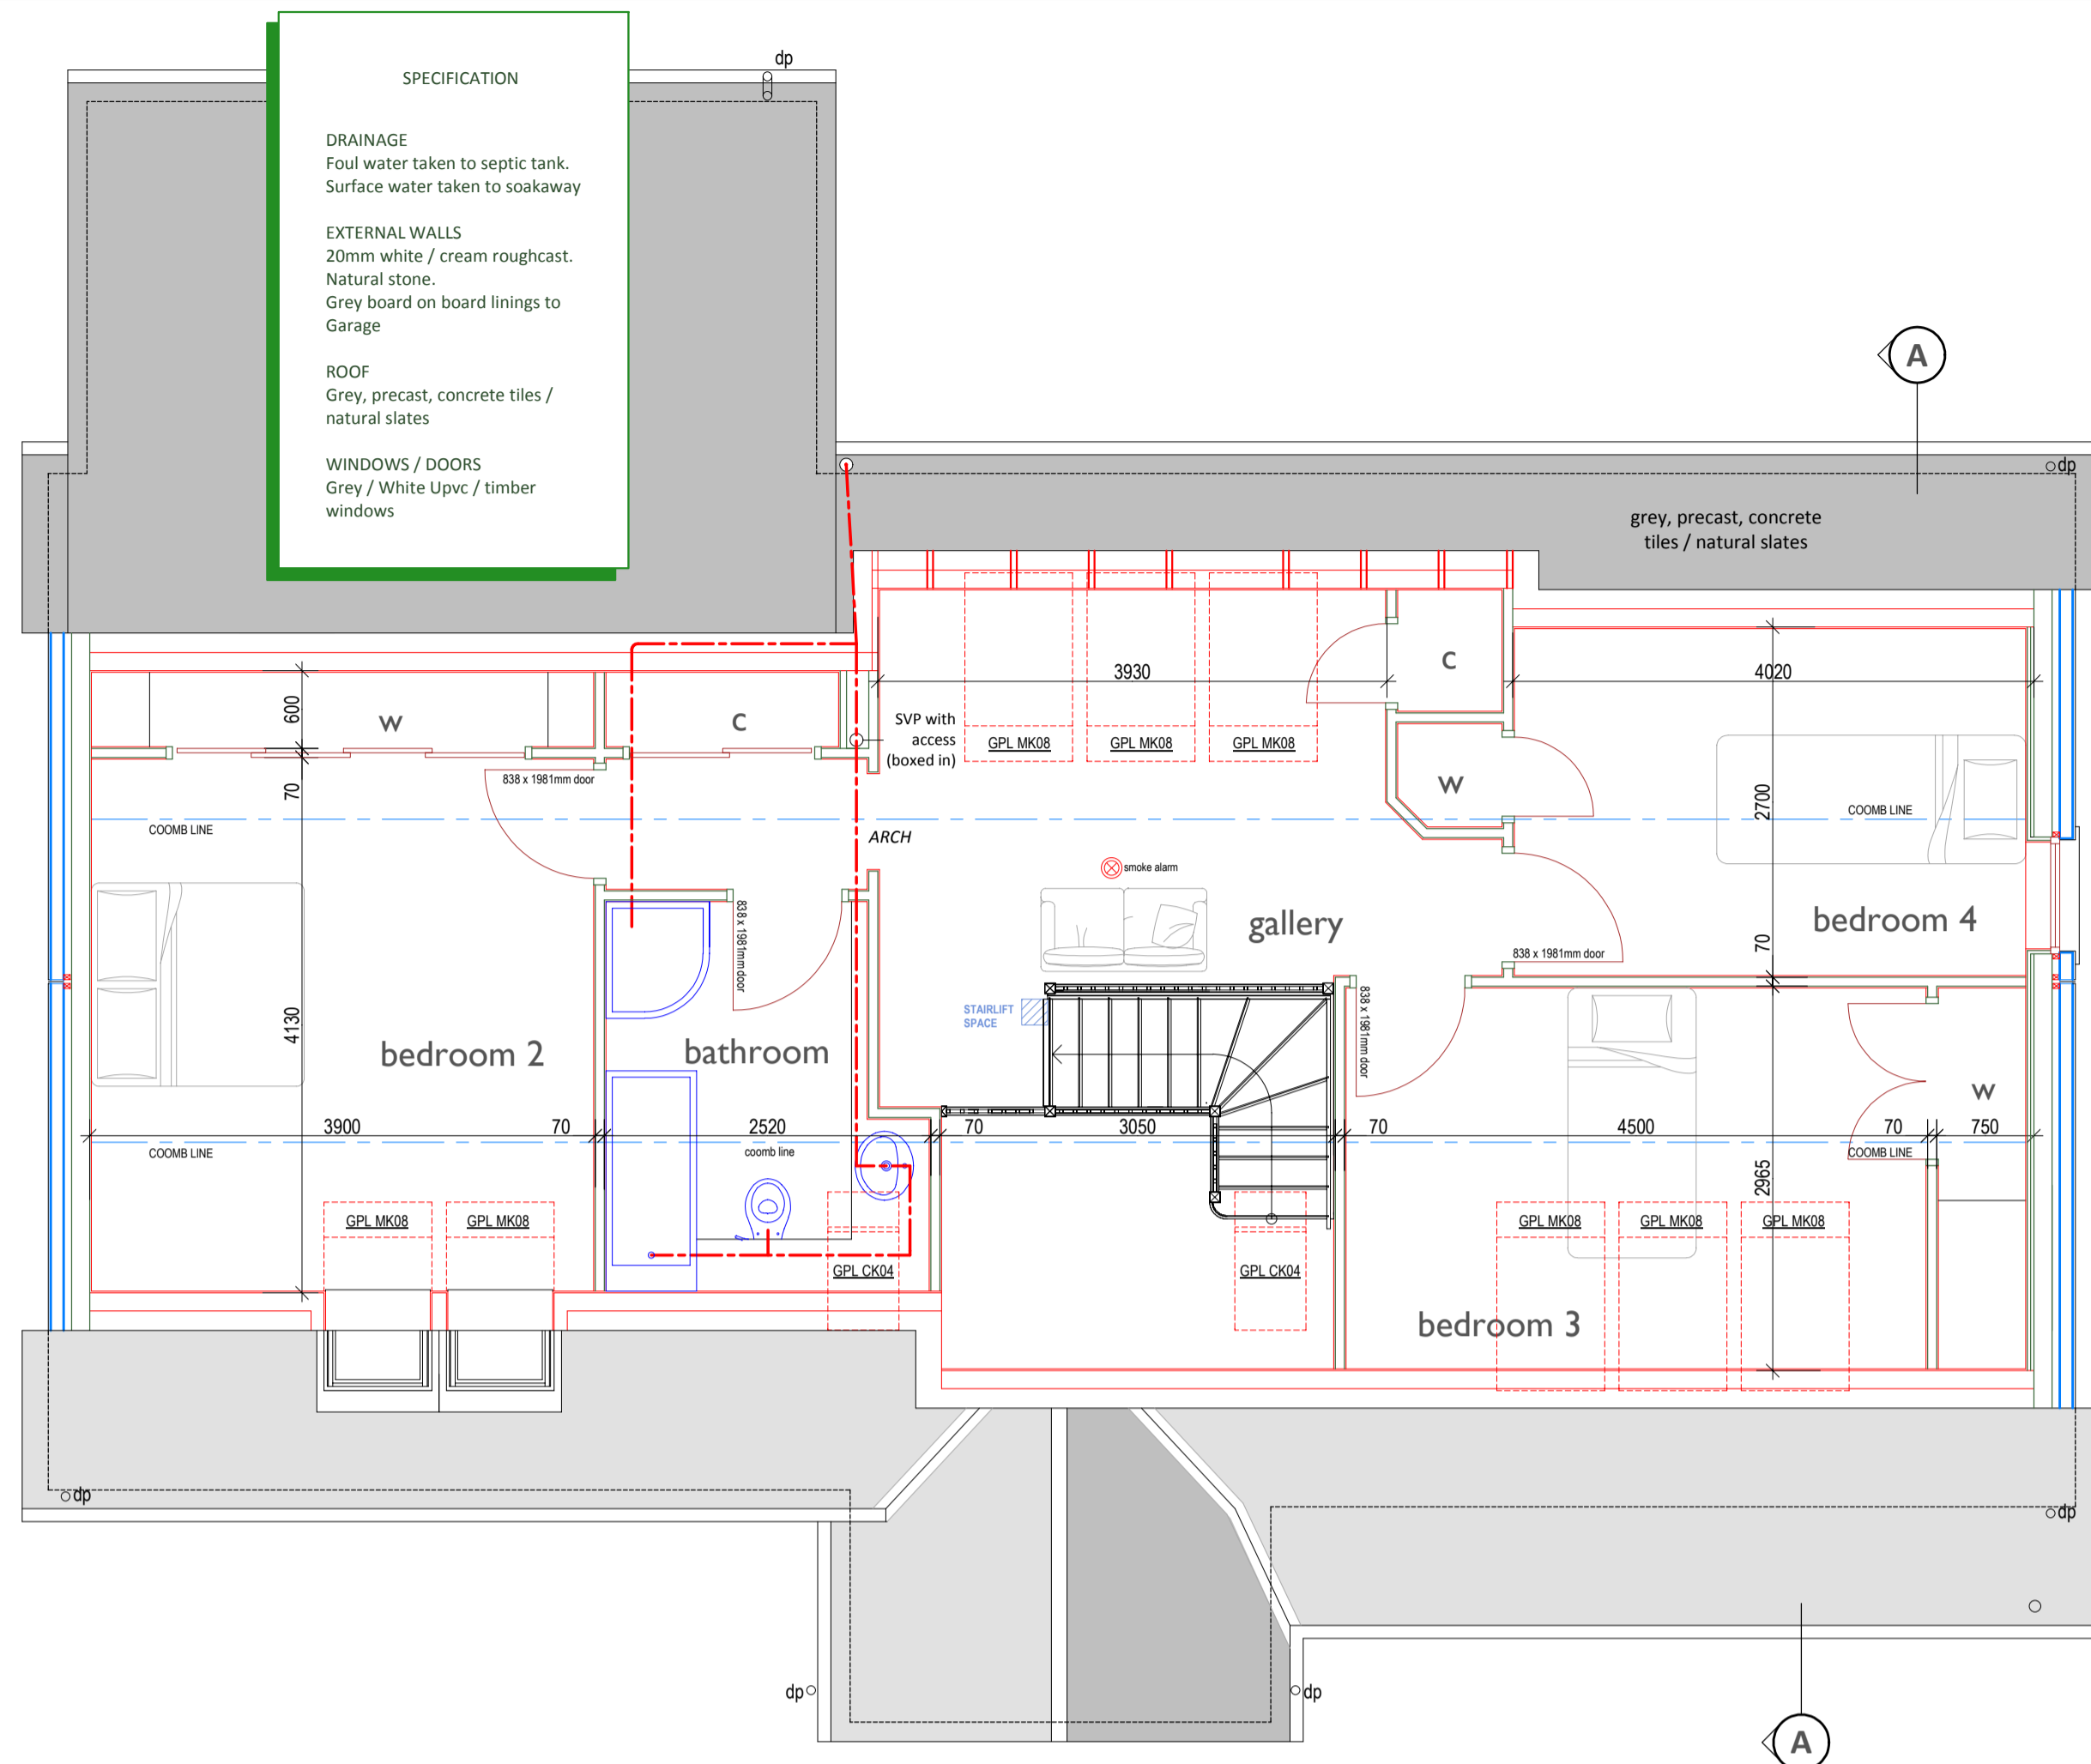 dp
SPECIFICATION
DRAINAGE
Foul water taken to septic tank.
Surface water taken to soakaway
EXTERNAL WALLS
20mm white / cream roughcast.
Natural stone.
Grey board on board linings to
Garage
ROOF
Grey, precast, concrete tiles /
natural slates
WINDOWS / DOORS
Grey / White Upvc / timber
windows
A
dp
grey, precast, concrete
tiles / natural slates
600
w
c
SVP with
access
(boxed in)
3930
GPL MK08
GPL MK08
GPL MK08
c
4020
838 x 1981mm door
70
w
2700
COOMB LINE
COOMB LINE
ARCH
smoke alarm
gallery
bedroom 4
838 x 1981mm door
838 x 1981mm door
70
STAIRLIFT
SPACE
838 x 1981mm door
4130
bedroom 2
bathroom
w
3900
70
2520
70
3050
70
4500
70
750
COOMB LINE
coomb line
COOMB LINE
2965
GPL MK08
GPL MK08
GPL CK04
GPL CK04
GPL MK08
GPL MK08
GPL MK08
bedroom 3
dp
dp
dp
dp
A